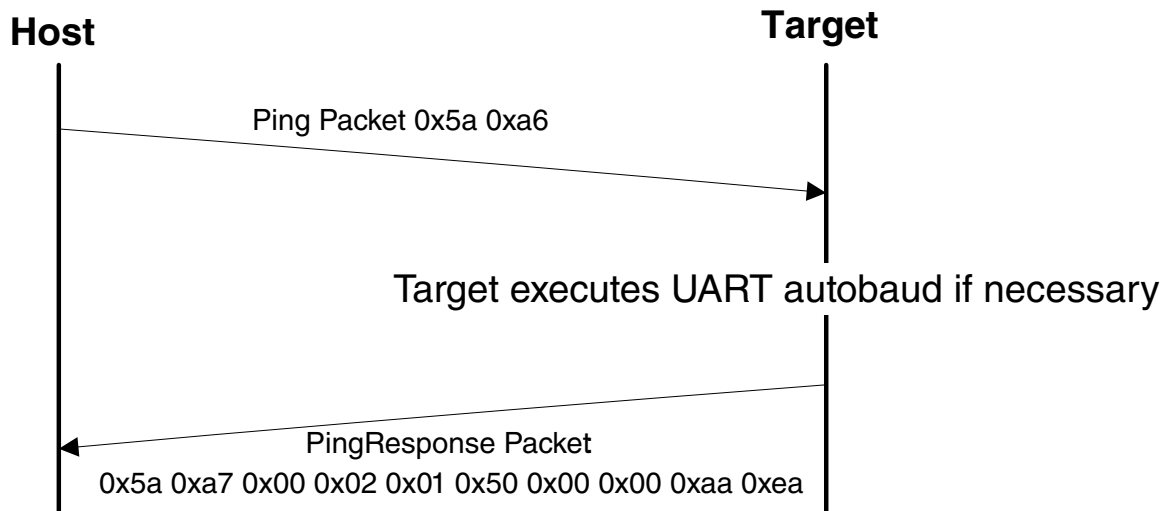 Host
Target
Ping Packet 0x5a 0xa6
Target executes UART autobaud if necessary
PingResponse Packet
0x5a 0xa7 0x00 0x02 0x01 0x50 0x00 0x00 0xaa 0xea